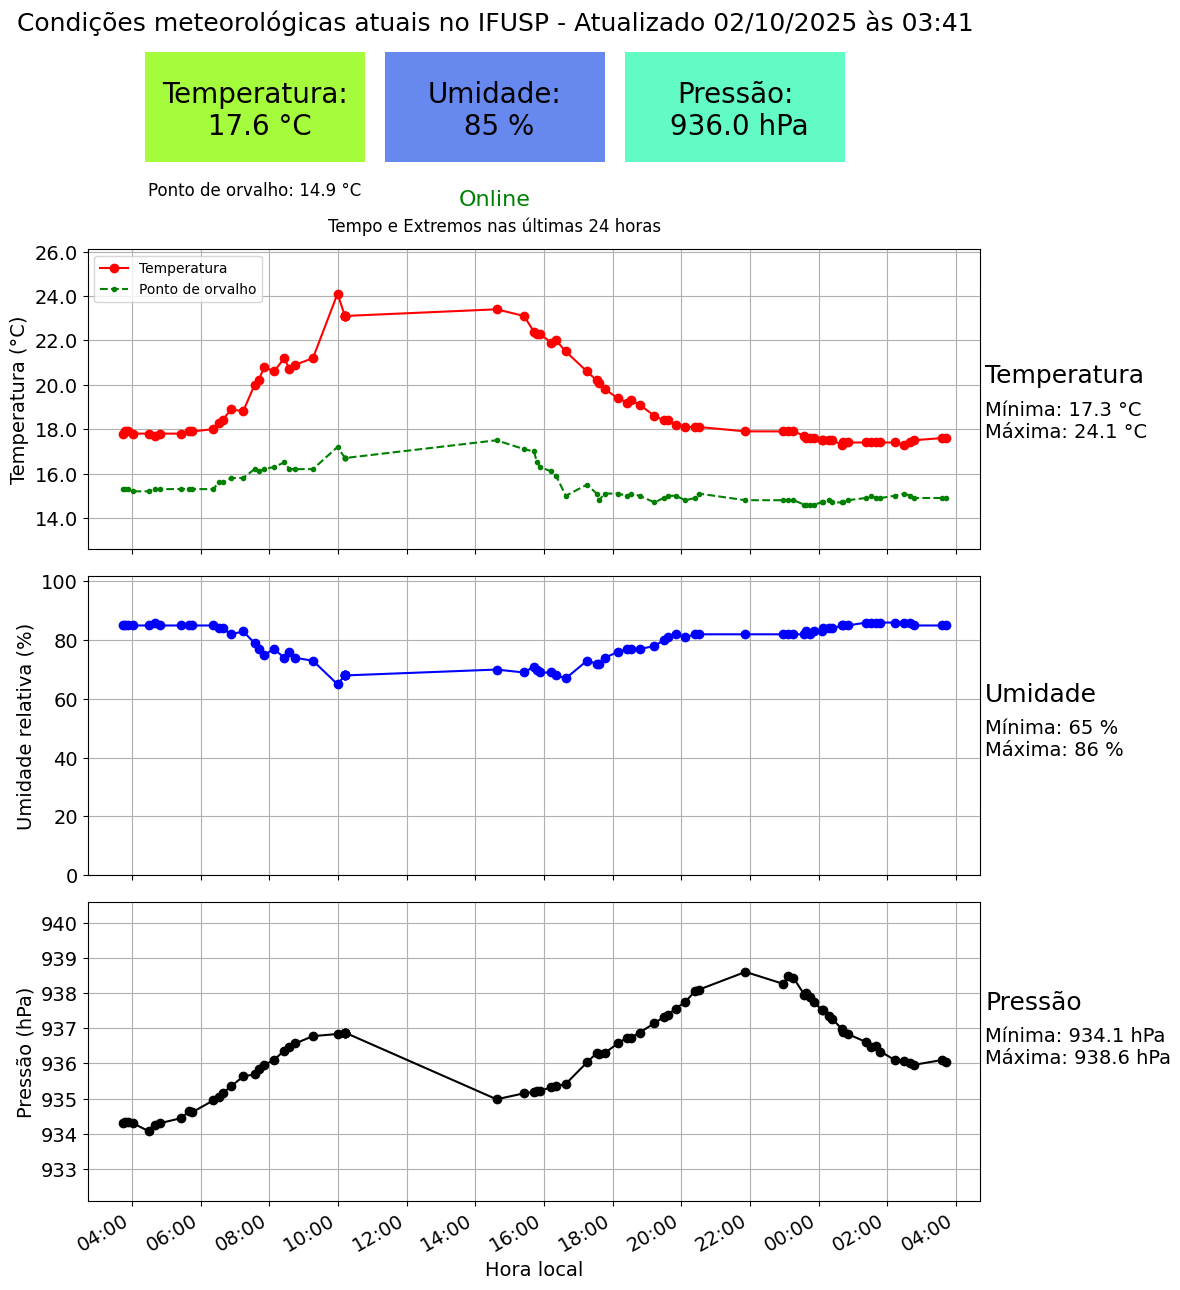 Condições meteorológicas atuais no IFUSP - Atualizado 02/10/2025 às 03:41
Temperatura:
17.6 °C
Umidade:
85 %
Pressão:
936.0 hPa
Ponto de orvalho: 14.9 °C
Online
Tempo e Extremos nas últimas 24 horas
Temperatura (°C)
26.0
24.0
22.0
20.0
18.0
16.0
14.0
Temperatura
Ponto de orvalho
Temperatura
Mínima: 17.3 °C
Máxima: 24.1 °C
Umidade relativa (%)
100
80
60
40
20
0
Umidade
Mínima: 65 %
Máxima: 86 %
Pressão (hPa)
940
939
938
937
936
935
934
933
Pressão
Mínima: 934.1 hPa
Máxima: 938.6 hPa
04:00 06:00 08:00 10:00 12:00 14:00 16:00 18:00 20:00 22:00 00:00 02:00 04:00
Hora local